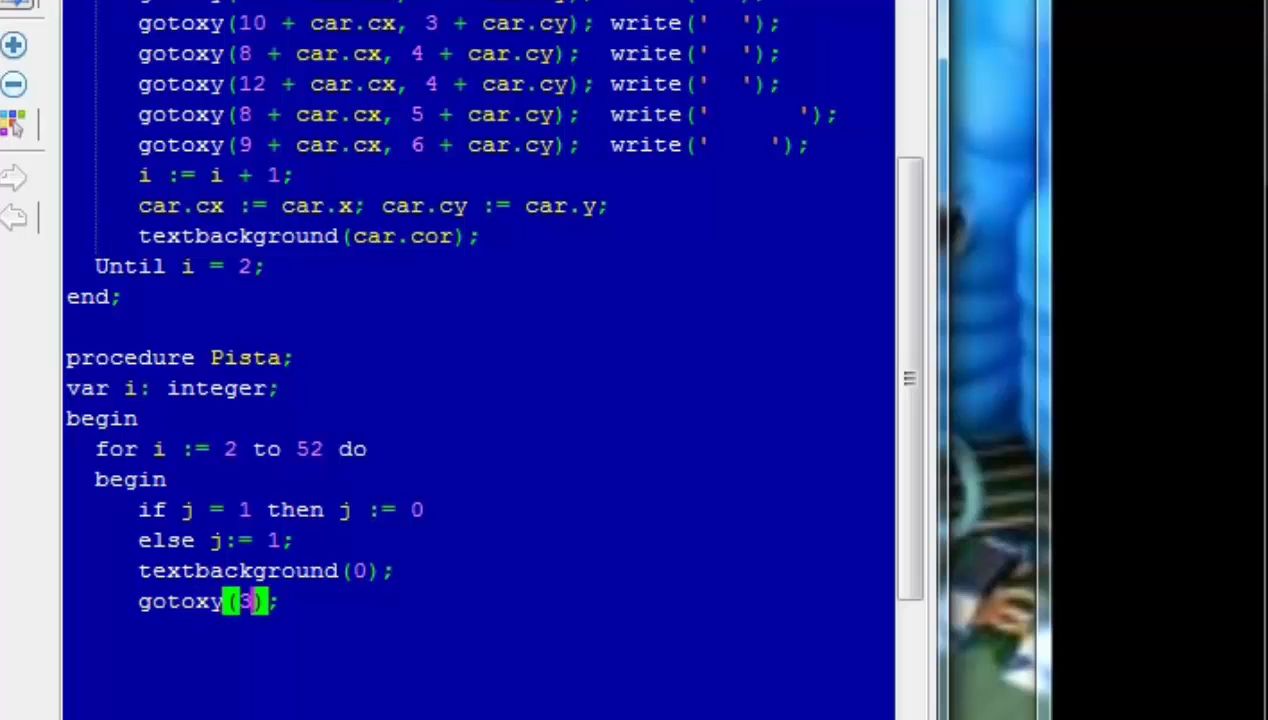 gotoxy(10 + car.cx, 3 + car.cy); write('  ');
gotoxy(8 + car.cx, 4 + car.cy);  write('  ');
gotoxy(12 + car.cx, 4 + car.cy); write('  ');
gotoxy(8 + car.cx, 5 + car.cy);  write('      ');
gotoxy(9 + car.cx, 6 + car.cy);  write('    ');
i := i + 1;
car.cx := car.x; car.cy := car.y;
textbackground(car.cor);
Until i = 2;
end;
procedure Pista;
var i: integer;
begin
for i := 2 to 52 do
begin
if j = 1 then j := 0
else j:= 1;
textbackground(0);
gotoxy(3);